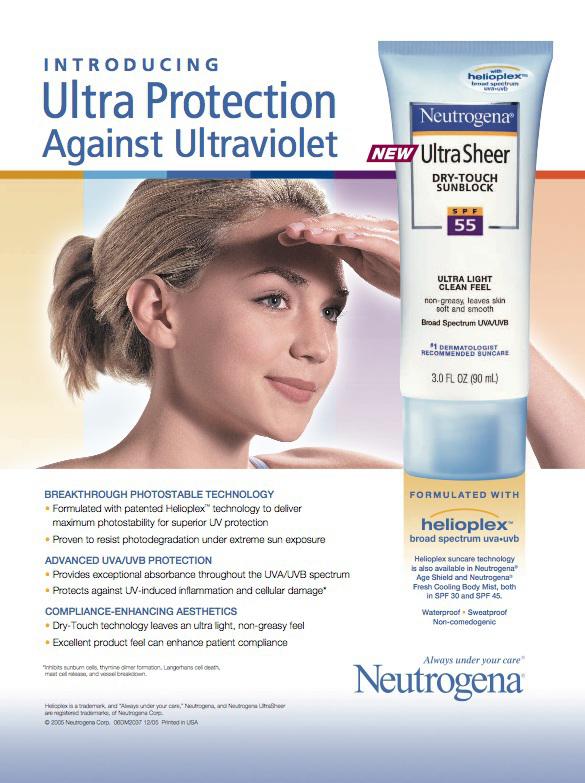 INTRODUCING
Ultra Protection
Against Ultraviolet
with
helioplex™
broad spectrum
uva•uvb
Neutrogena®
NEW
UltraSheer
DRY-TOUCH
SUNBLOCK
SPF
55
ULTRA LIGHT
CLEAN FEEL
non-greasy, leaves skin
soft and smooth
Broad Spectrum UVA/UVB
#1 DERMATOLOGIST
RECOMMENDED SUNCARE
3.0 FL OZ (90 mL)
BREAKTHROUGH PHOTOSTABLE TECHNOLOGY
• Formulated with patented Helioplex™ technology to deliver
maximum photostability for superior UV protection
• Proven to resist photodegradation under extreme sun exposure
ADVANCED UVA/UVB PROTECTION
• Provides exceptional absorbance throughout the UVA/UVB spectrum
• Protects against UV-induced inflammation and cellular damage*
COMPLIANCE-ENHANCING AESTHETICS
• Dry-Touch technology leaves an ultra light, non-greasy feel
• Excellent product feel can enhance patient compliance
*Inhibits sunburn cells, thymine dimer formation, Langerhans cell death,
mast cell release, and vessel breakdown.
FORMULATED WITH
helioplex™
broad spectrum uva•uvb
Helioplex suncare technology
is also available in Neutrogena®
Age Shield and Neutrogena®
Fresh Cooling Body Mist, both
in SPF 30 and SPF 45.
Waterproof • Sweatproof
Non-comedogenic
Always under your care®
Neutrogena®
Helioplex is a trademark, and "Always under your care," Neutrogena, and Neutrogena UltraSheer
are registered trademarks, of Neutrogena Corp.
© 2005 Neutrogena Corp. 06DM2037 12/05 Printed in USA